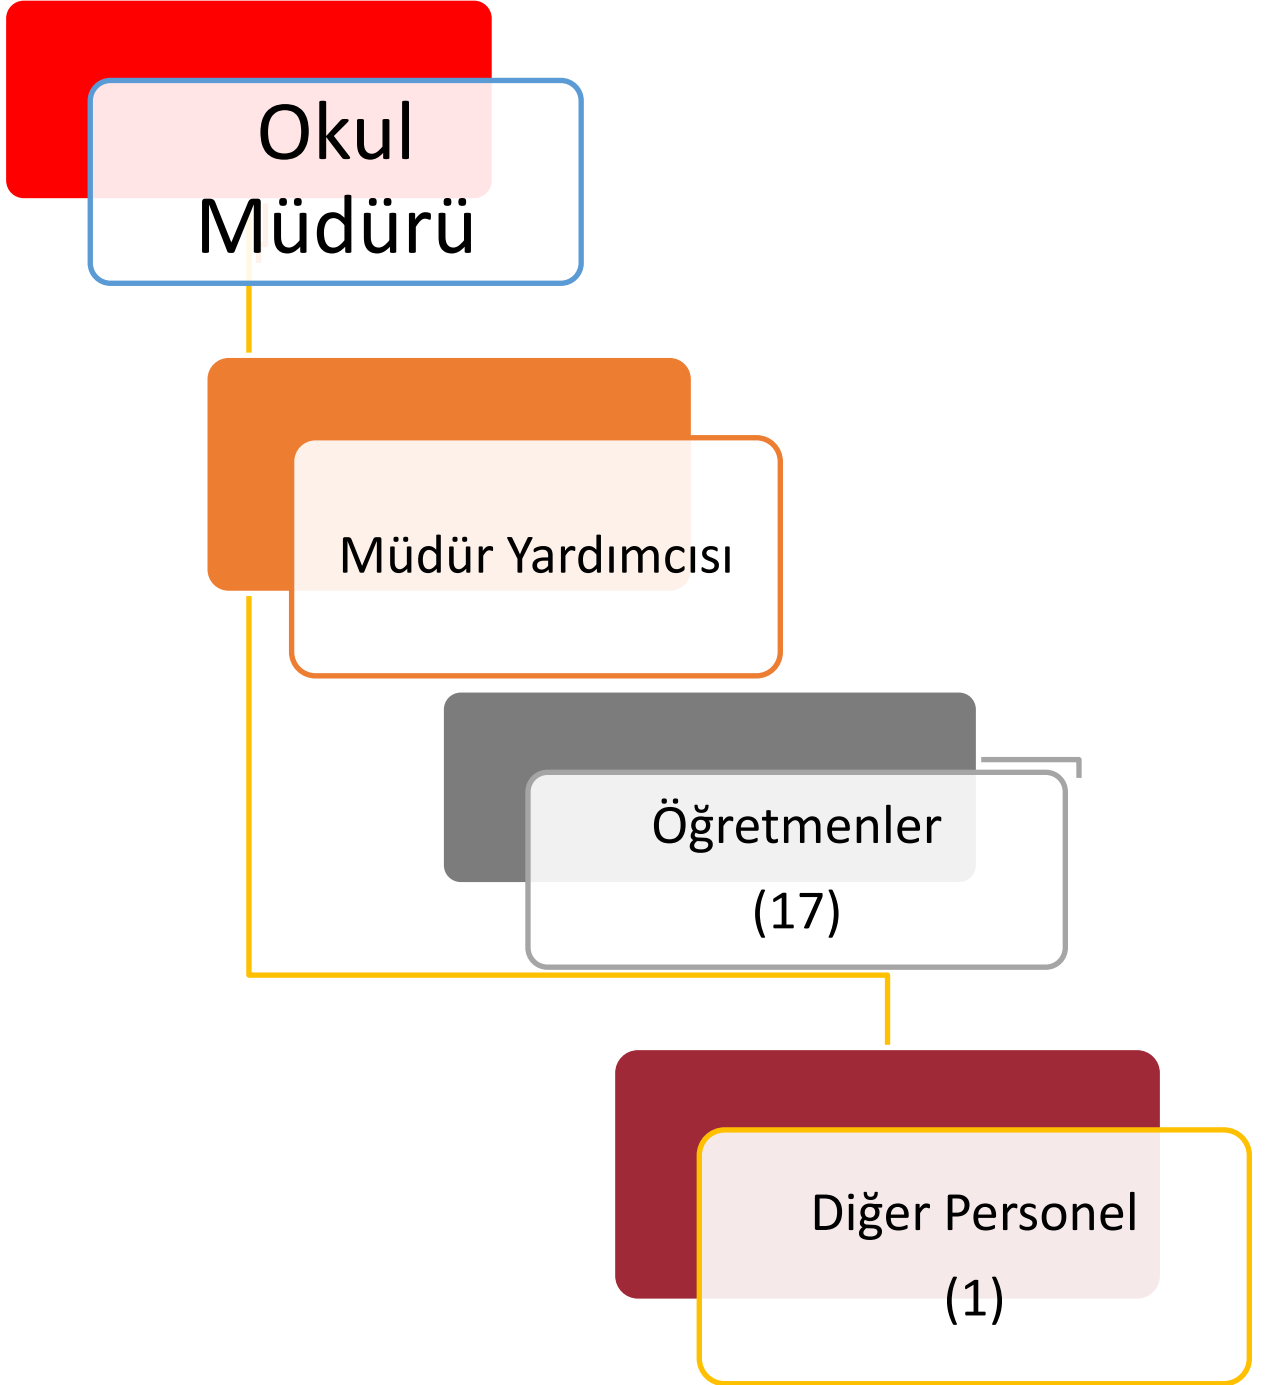 Okul
Müdürü
Müdür Yardımcısı
Öğretmenler
(17)
Diğer Personel
(1)